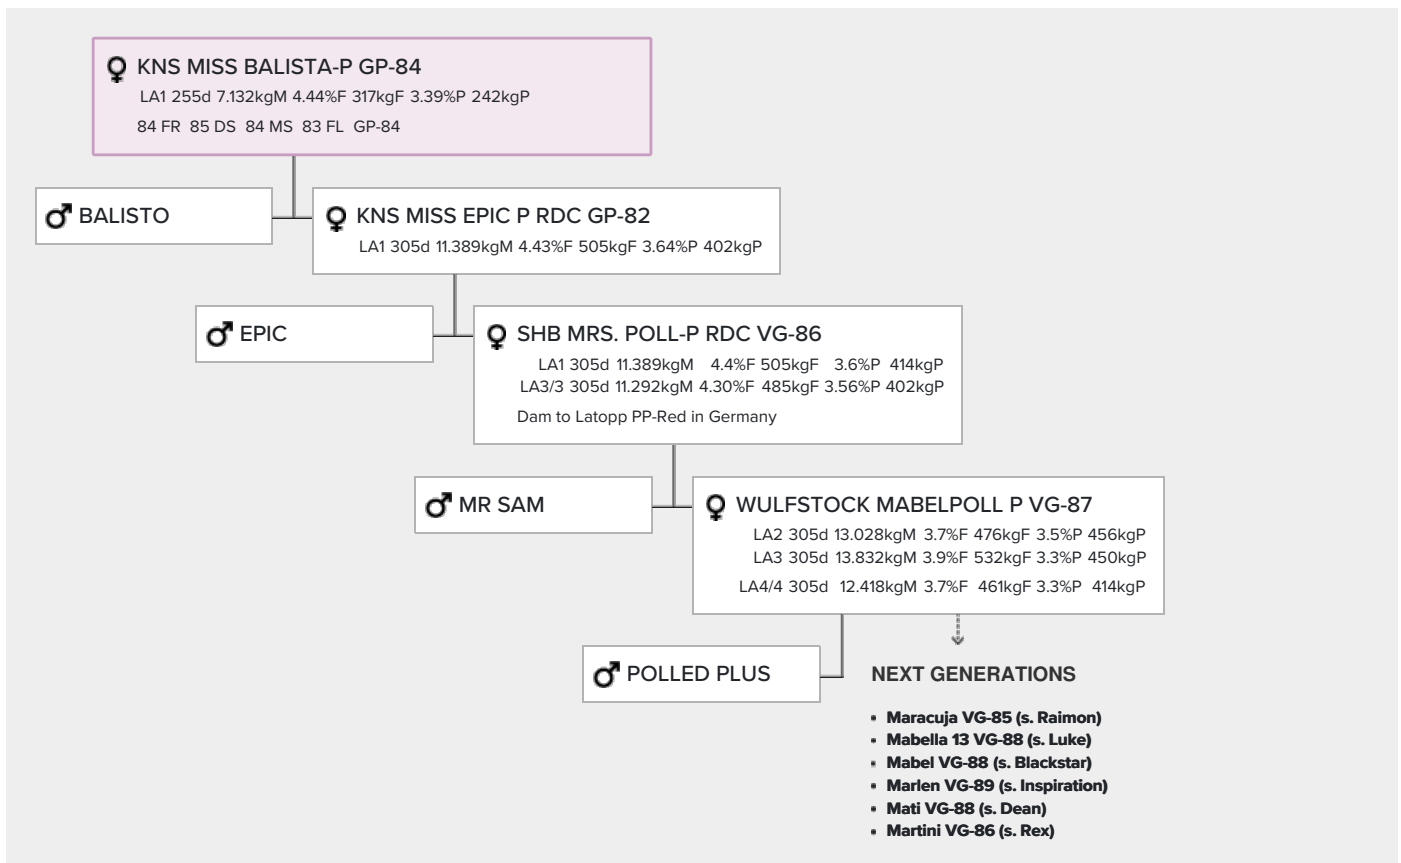 KNS MISS BALISTA-P GP-84
LA1 255d 7.132kgM 4.44%F 317kgF 3.39%P 242kgP
84 FR 85 DS 84 MS 83 FL GP-84
BALISTO
KNS MISS EPIC P RDC GP-82
LA1 305d 11.389kgM 4.43%F 505kgF 3.64%P 402kgP
EPIC
SHB MRS. POLL-P RDC VG-86
LA1 305d 11.389kgM 4.4%F 505kgF 3.6%P 414kgP
LA3/3 305d 11.292kgM 4.30%F 485kgF 3.56%P 402kgP
Dam to Latopp PP-Red in Germany
MR SAM
WULFSTOCK MABELPOLL P VG-87
LA2 305d 13.028kgM 3.7%F 476kgF 3.5%P 456kgP
LA3 305d 13.832kgM 3.9%F 532kgF 3.3%P 450kgP
LA4/4 305d 12.418kgM 3.7%F 461kgF 3.3%P 414kgP
POLLED PLUS
NEXT GENERATIONS
• Maracuja VG-85 (s. Raimon)
• Mabella 13 VG-88 (s. Luke)
• Mabel VG-88 (s. Blackstar)
• Marlen VG-89 (s. Inspiration)
• Mati VG-88 (s. Dean)
• Martini VG-86 (s. Rex)